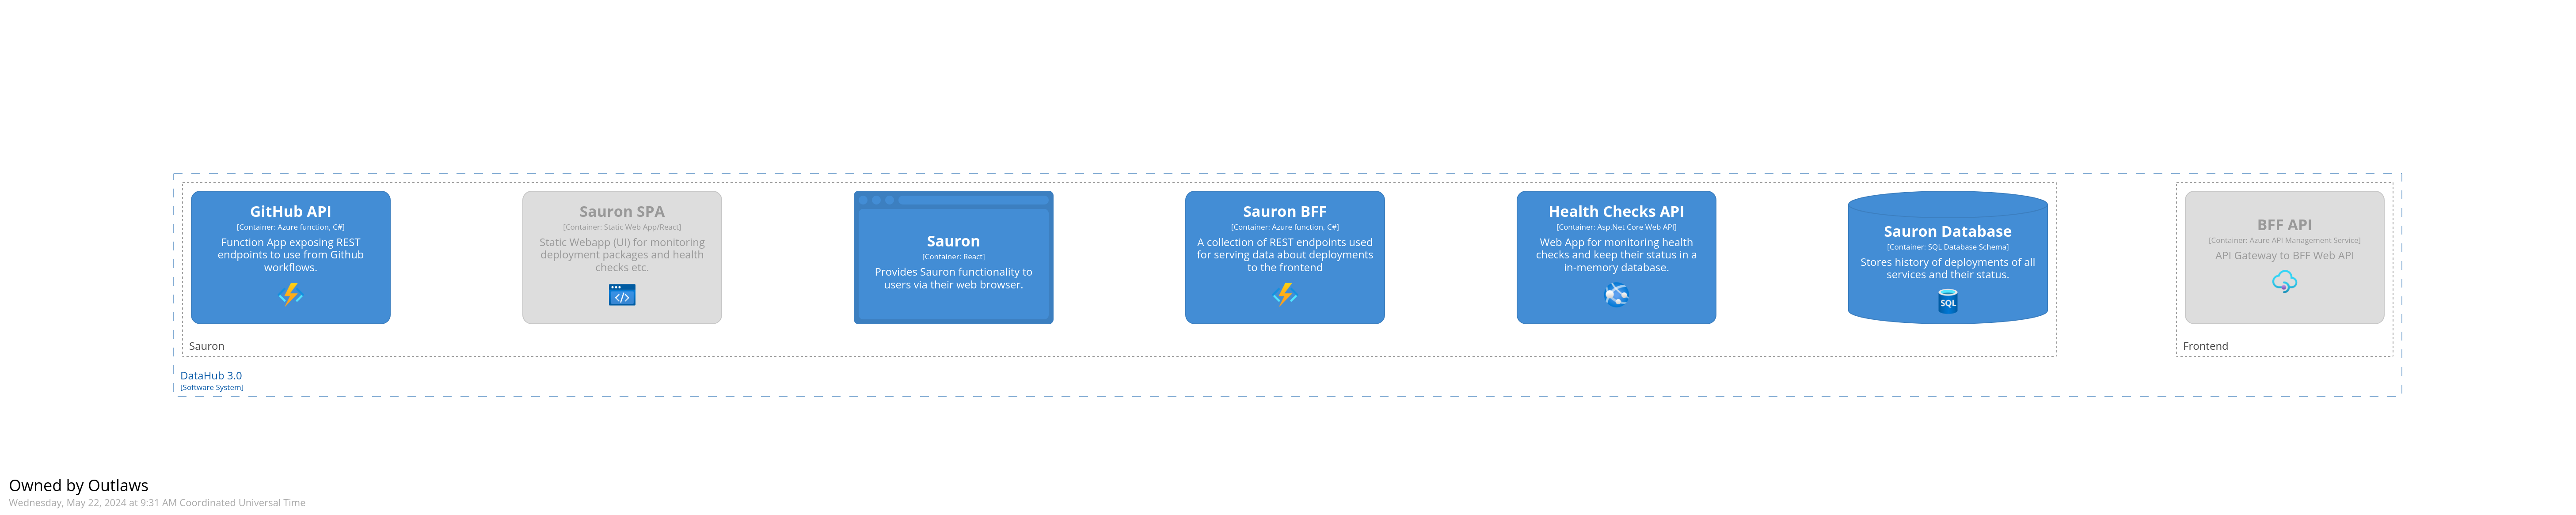 GitHub API
[Container: Azure function, C#]
Function App exposing REST
endpoints to use from Github
workflows.
Sauron SPA
[Container: Static Web App/React]
Static Webapp (UI) for monitoring
deployment packages and health
checks etc.
Sauron
[Container: React]
Provides Sauron functionality to
users via their web browser.
Sauron BFF
[Container: Azure function, C#]
A collection of REST endpoints used
for serving data about deployments
to the frontend
Health Checks API
[Container: Asp.Net Core Web API]
Web App for monitoring health
checks and keep their status in a
in-memory database.
Sauron Database
[Container: SQL Database Schema]
Stores history of deployments of all
services and their status.
SQL
BFF API
[Container: Azure API Management Service]
API Gateway to BFF Web API
Sauron
Frontend
DataHub 3.0
[Software System]
Owned by Outlaws
Wednesday, May 22, 2024 at 9:31 AM Coordinated Universal Time